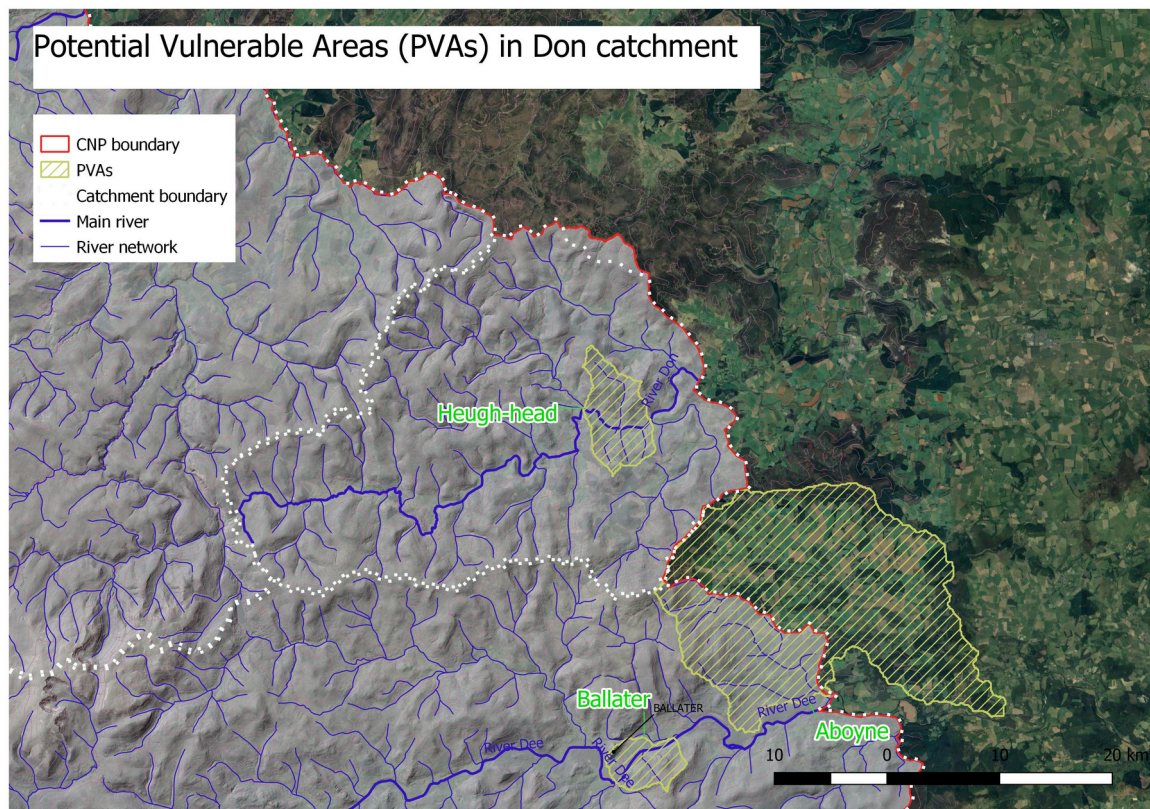 Potential Vulnerable Areas (PVAs) in Don catchment
CNP boundary
PVAs
Catchment boundary
Main river
River network
River Don
Heugh-head
Ballater
BALLATER
River Dee
Aboyne
River Dee
River Dee
10 0 10 20 km